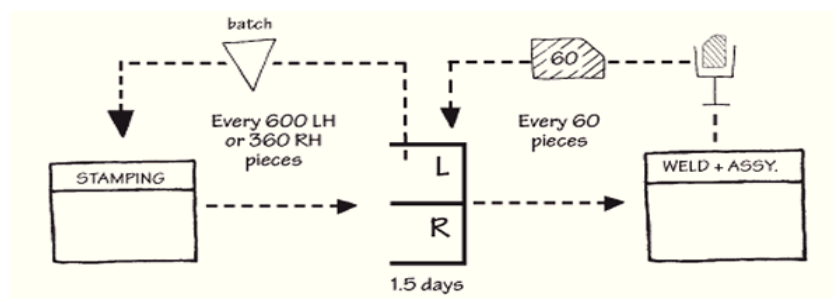 batch
60
Every 600 LH
or 360 RH
pieces
Every 60
pieces
STAMPING
L
WELD + ASSY.
R
1.5 days